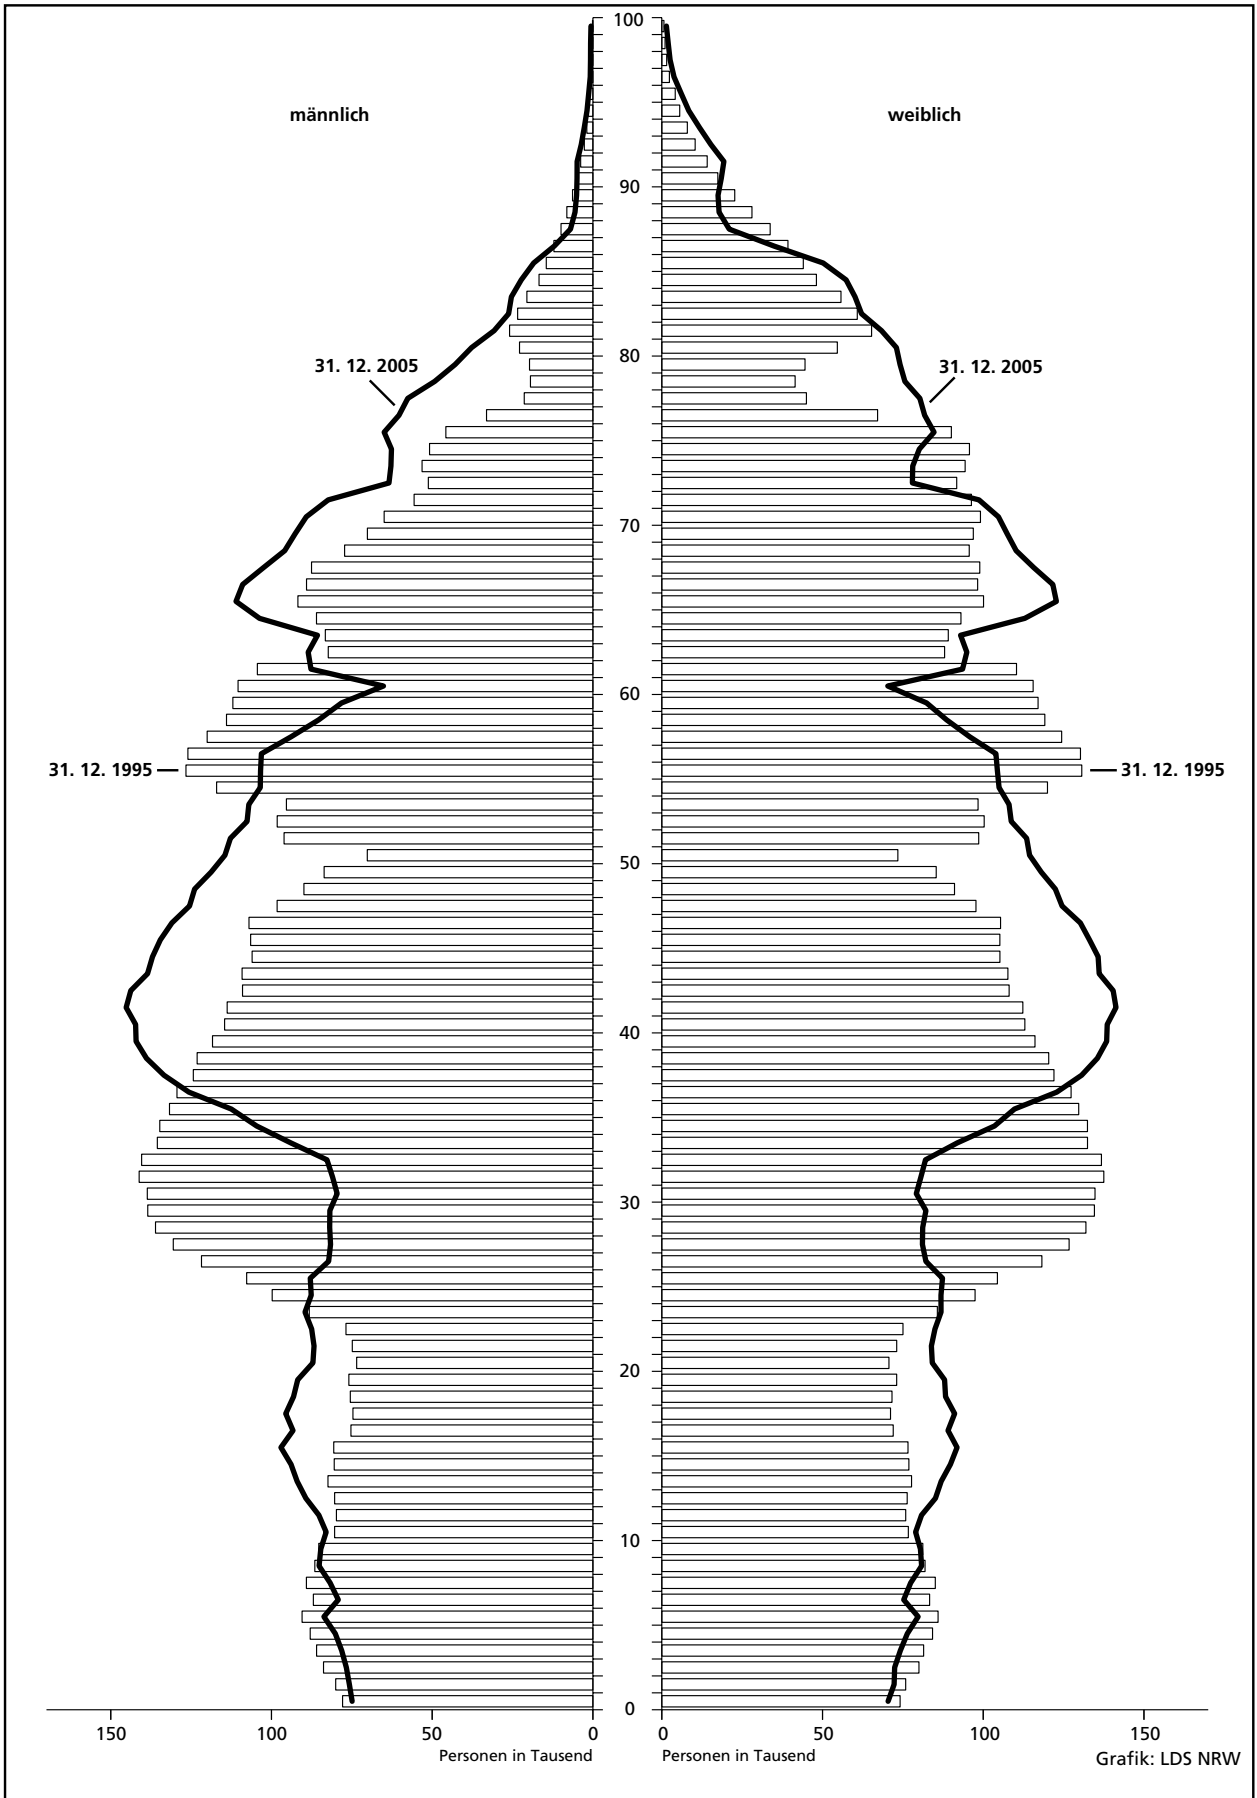 100
männlich
weiblich
90
80
31. 12. 2005
31. 12. 2005
70
60
31. 12. 1995
31. 12. 1995
50
40
30
20
10
0
150 100 50 0 0 50 100 150
Personen in Tausend Personen in Tausend Grafik: LDS NRW